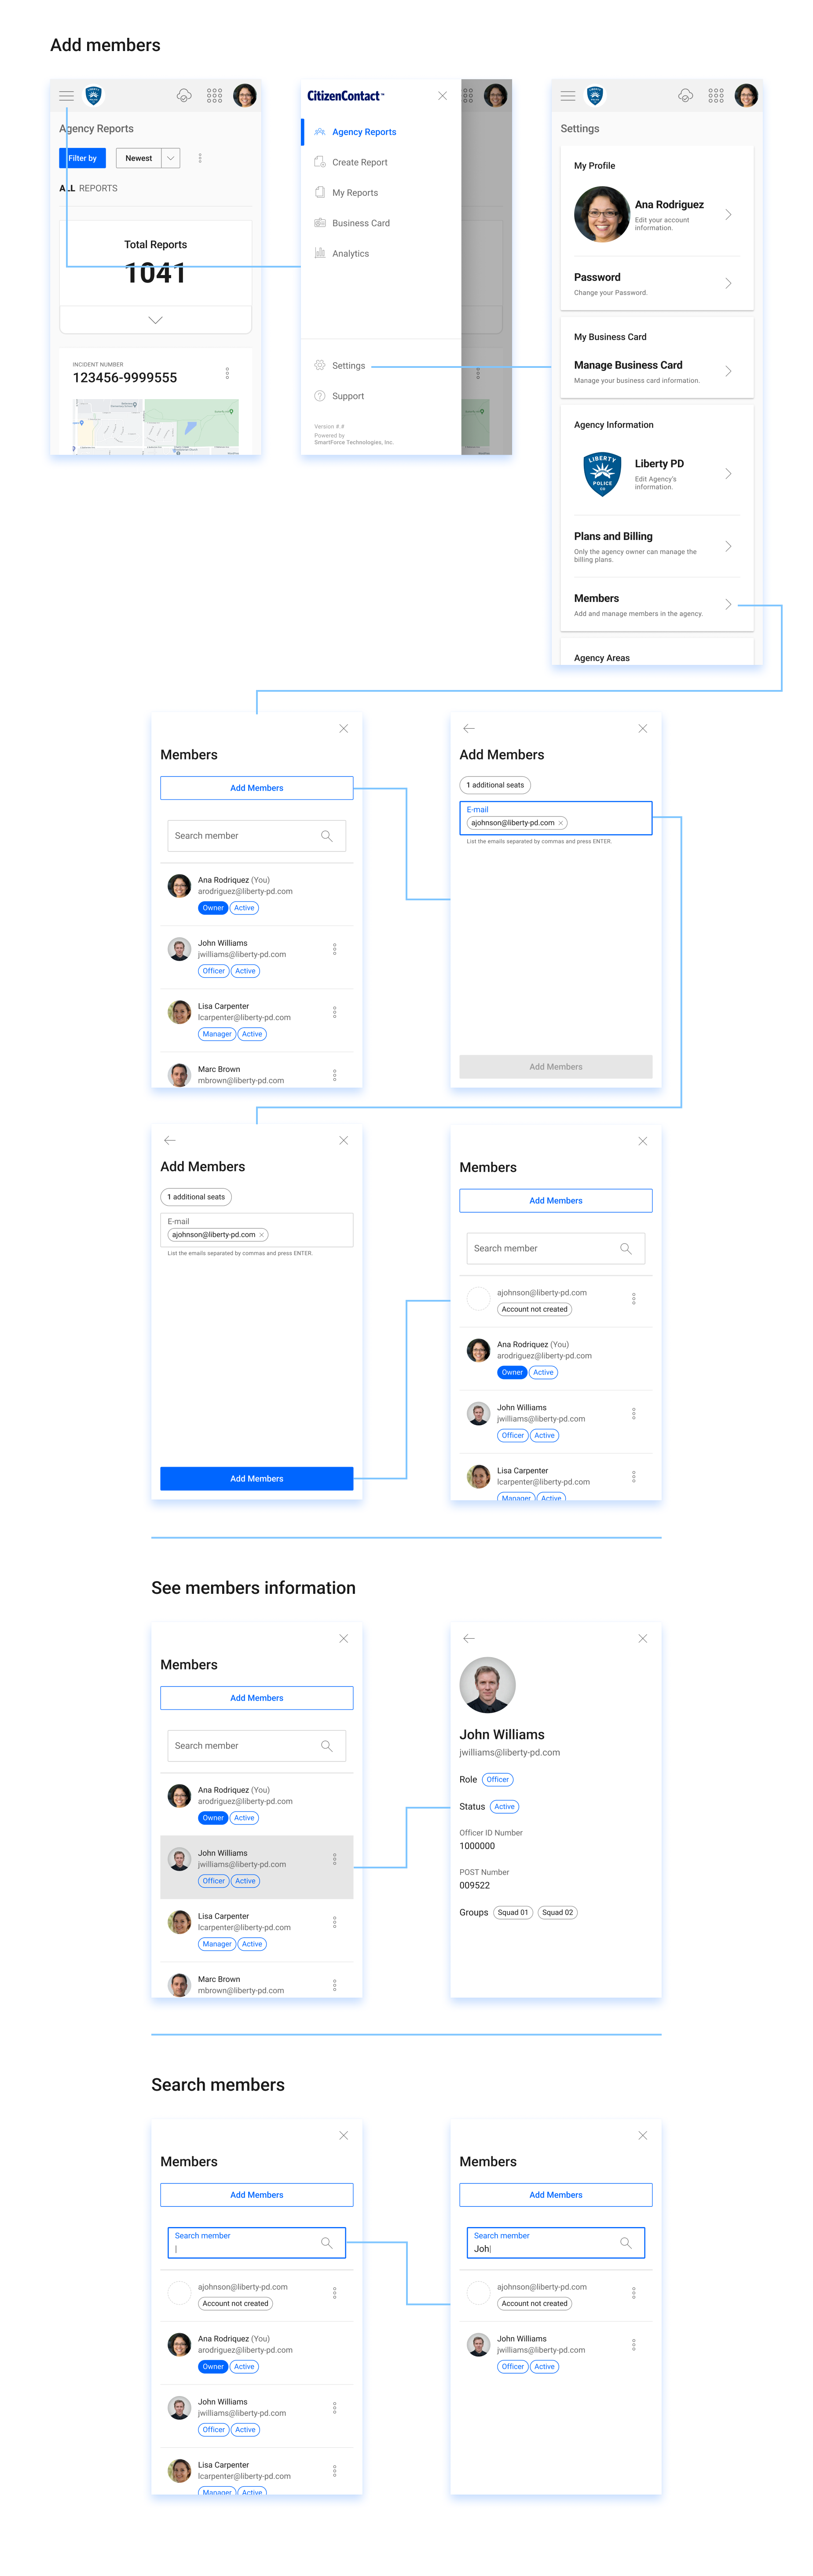 Add members
Agency Reports
Filter by
Newest
ALL REPORTS
Total Reports
1041
INCIDENT NUMBER
123456-9999555
CitizenContact™
Agency Reports
Create Report
My Reports
Business Card
Analytics
Settings
Support
Version #.#
Powered by
SmartForce Technologies, Inc.
Settings
My Profile
Ana Rodriguez
Edit your account
information.
Password
Change your Password.
My Business Card
Manage Business Card
Manage your business card information.
Agency Information
LIBERTY
POLICE
CO
Liberty PD
Edit Agency's
information.
Plans and Billing
Only the agency owner can manage the
billing plans.
Members
Add and manage members in the agency.
Agency Areas
Members
Add Members
Search member
Ana Rodriquez (You)
arodriguez@liberty-pd.com
Owner Active
John Williams
jwilliams@liberty-pd.com
Officer Active
Lisa Carpenter
lcarpenter@liberty-pd.com
Manager Active
Marc Brown
mbrown@liberty-pd.com
Add Members
1 additional seats
E-mail
ajohnson@liberty-pd.com
List the emails separated by commas and press ENTER.
Add Members
Add Members
1 additional seats
E-mail
ajohnson@liberty-pd.com
List the emails separated by commas and press ENTER.
Add Members
Members
Add Members
Search member
ajohnson@liberty-pd.com
Account not created
Ana Rodriquez (You)
arodriguez@liberty-pd.com
Owner Active
John Williams
jwilliams@liberty-pd.com
Officer Active
Lisa Carpenter
lcarpenter@liberty-pd.com
Manager Active
See members information
Members
Add Members
Search member
Ana Rodriquez (You)
arodriguez@liberty-pd.com
Owner Active
John Williams
jwilliams@liberty-pd.com
Officer Active
Lisa Carpenter
lcarpenter@liberty-pd.com
Manager Active
Marc Brown
mbrown@liberty-pd.com
John Williams
jwilliams@liberty-pd.com
Role Officer
Status Active
Officer ID Number
1000000
POST Number
009522
Groups Squad 01 Squad 02
Search members
Members
Add Members
Search member
ajohnson@liberty-pd.com
Account not created
Ana Rodriquez (You)
arodriguez@liberty-pd.com
Owner Active
John Williams
jwilliams@liberty-pd.com
Officer Active
Lisa Carpenter
lcarpenter@liberty-pd.com
Manager Active
Members
Add Members
Search member
Joh
ajohnson@liberty-pd.com
Account not created
John Williams
jwilliams@liberty-pd.com
Officer Active